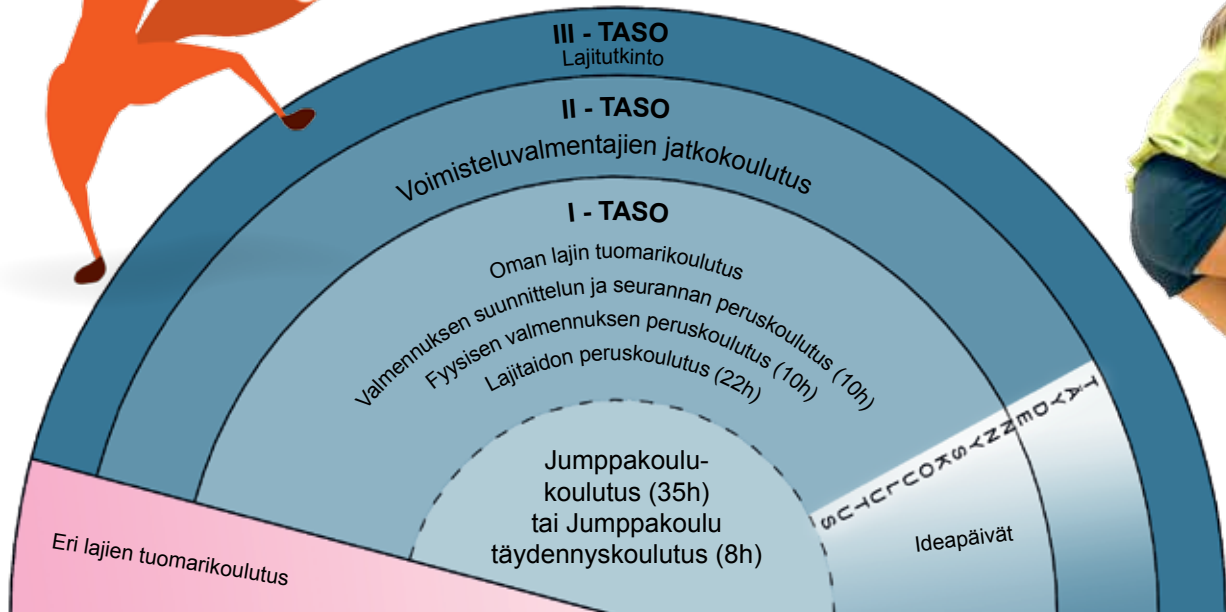 III - TASO
Lajitutkinto
II - TASO
Voimisteluvalmentajien jatkokoulutus
I - TASO
Oman lajin tuomarikoulutus
Valmennuksen suunnittelun ja seurannan peruskoulutus (10h)
Fyysisen valmennuksen peruskoulutus (10h)
Lajitaidon peruskoulutus (22h)
Jumppakoulu-
koulutus (35h)
tai Jumppakoulu
täydennyskoulutus (8h)
TÄYDENNYSKOULUTUS
Ideapäivät
Eri lajien tuomarikoulutus